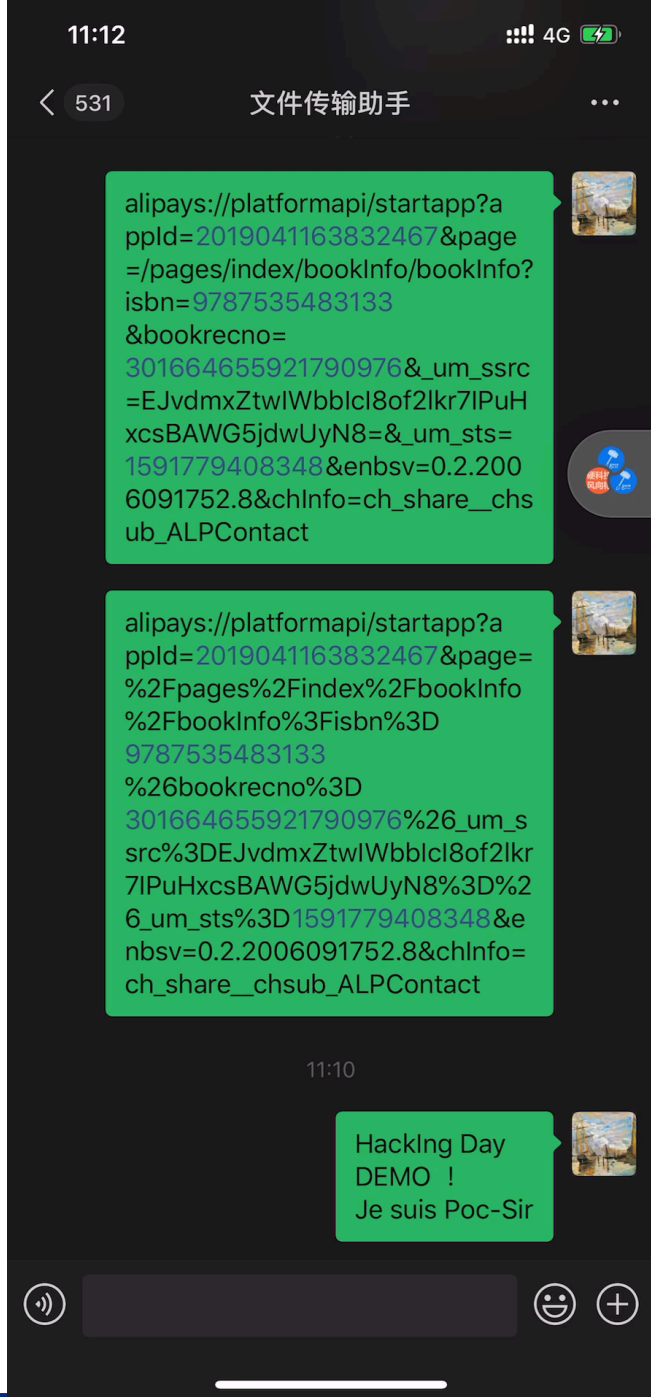 11:12
4G
531
文件传输助手
alipays://platformapi/startapp?a
ppId=2019041163832467&page
=/pages/index/bookInfo/bookInfo?
isbn=9787535483133
&bookrecno=
3016646559217​90976&_um_ssrc
=EJvdmxZtwIWbbIcI8of2Ikr7IPuH
xcsBAWG5jdwUyN8=&_um_sts=
1591779408348&enbsv=0.2.200
6091752.8&chInfo=ch_share__chs
ub_ALPContact
alipays://platformapi/startapp?a
ppId=2019041163832467&page=
%2Fpages%2Findex%2FbookInfo
%2FbookInfo%3Fisbn%3D
9787535483133
%26bookrecno%3D
301664655921790976%26_um_s
src%3DEJvdmxZtwIWbbIcI8of2Ikr
7IPuHxcsBAWG5jdwUyN8%3D%2
6_um_sts%3D1591779408348&e
nbsv=0.2.2006091752.8&chInfo=
ch_share__chsub_ALPContact
11:10
HackIng Day
DEMO ！
Je suis Poc-Sir